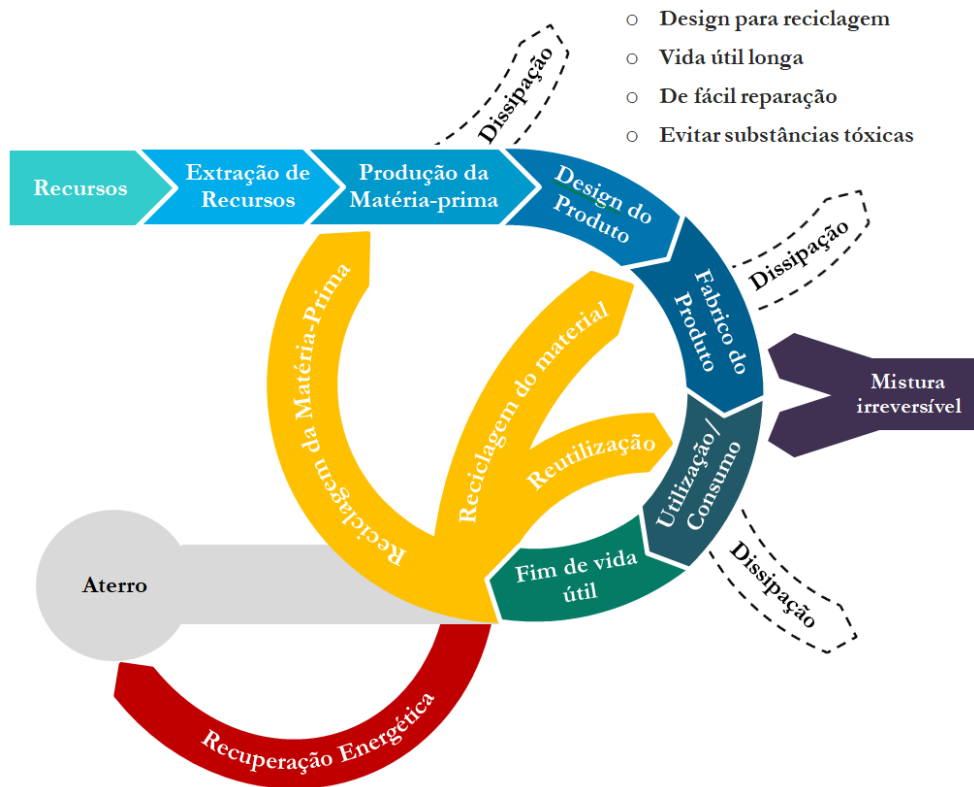 Design para reciclagem
Vida útil longa
De fácil reparação
Evitar substâncias tóxicas
Dissipação
Recursos
Extração de
Recursos
Produção da
Matéria-prima
Design do
Produto
Dissipação
Fabrico do
Produto
Mistura
irreversível
Reciclagem da Matéria-Prima
Reciclagem do material
Reutilização
Utilização/
Consumo
Fim de vida
útil
Dissipação
Aterro
Recuperação Energética